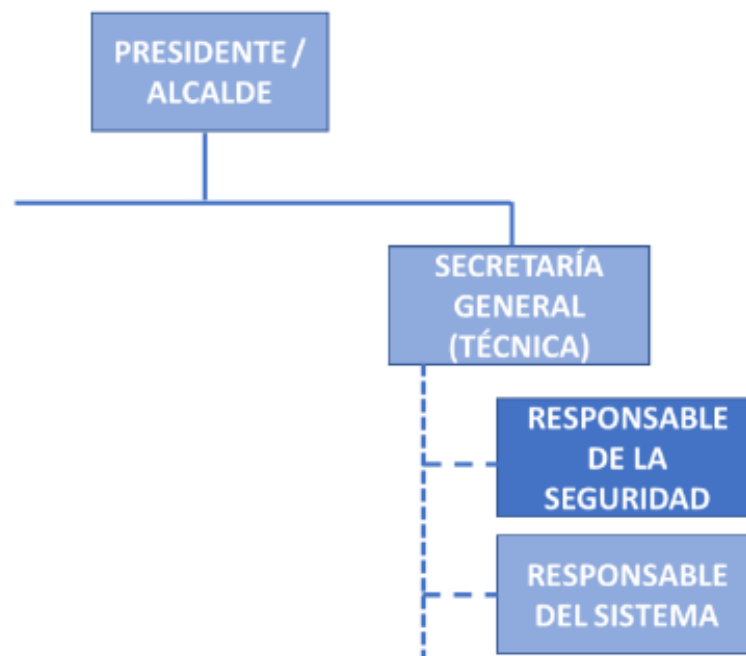 PRESIDENTE /
ALCALDE
SECRETARÍA
GENERAL
(TÉCNICA)
RESPONSABLE
DE LA
SEGURIDAD
RESPONSABLE
DEL SISTEMA